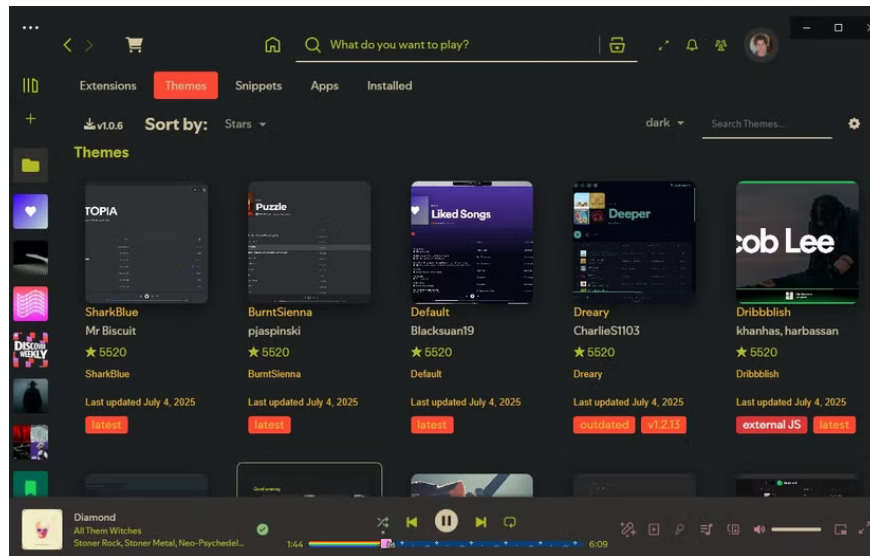 What do you want to play?
Extensions
Themes
Snippets
Apps
Installed
v1.0.6
Sort by:
Stars
dark
Search Themes...
Themes
TOPIA
Puzzle
Liked Songs
Deeper
cob Lee
SharkBlue
BurntSienna
Default
Dreary
Dribbblish
Mr Biscuit
pjaspinski
Blacksuan19
CharlieS1103
khanhas, harbassan
★ 5520
★ 5520
★ 5520
★ 5520
★ 5520
SharkBlue
BurntSienna
Default
Dreary
Dribbblish
Last updated July 4, 2025
Last updated July 4, 2025
Last updated July 4, 2025
Last updated July 4, 2025
Last updated July 4, 2025
latest
latest
latest
outdated
v1.2.13
external JS
latest
DISCOVER
WEEKLY
Good evening
Diamond
All Them Witches
Stoner Rock, Stoner Metal, Neo-Psychedel...
1:44
6:09